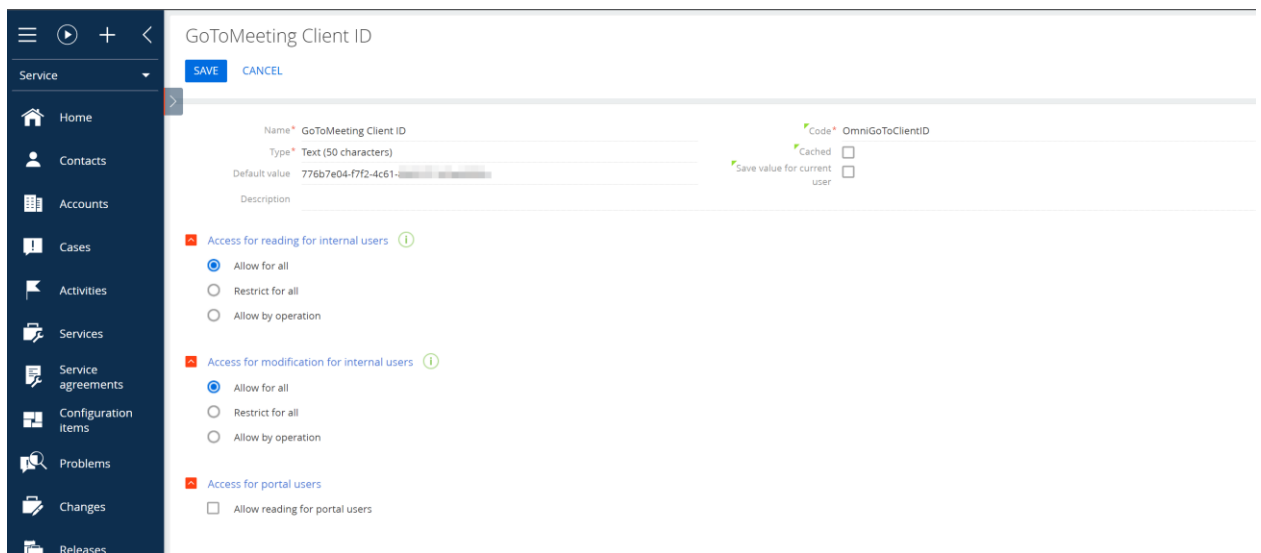 GoToMeeting Client ID
SAVE CANCEL
Service
Home
Contacts
Accounts
Cases
Activities
Services
Service
agreements
Configuration
items
Problems
Changes
Releases
Name* GoToMeeting Client ID
Type* Text (50 characters)
Default value 776b7e04-f7f2-4c61-
Description
Code* OmniGoToClientID
Cached
Save value for current
user
Access for reading for internal users i
Allow for all
Restrict for all
Allow by operation
Access for modification for internal users i
Allow for all
Restrict for all
Allow by operation
Access for portal users
Allow reading for portal users